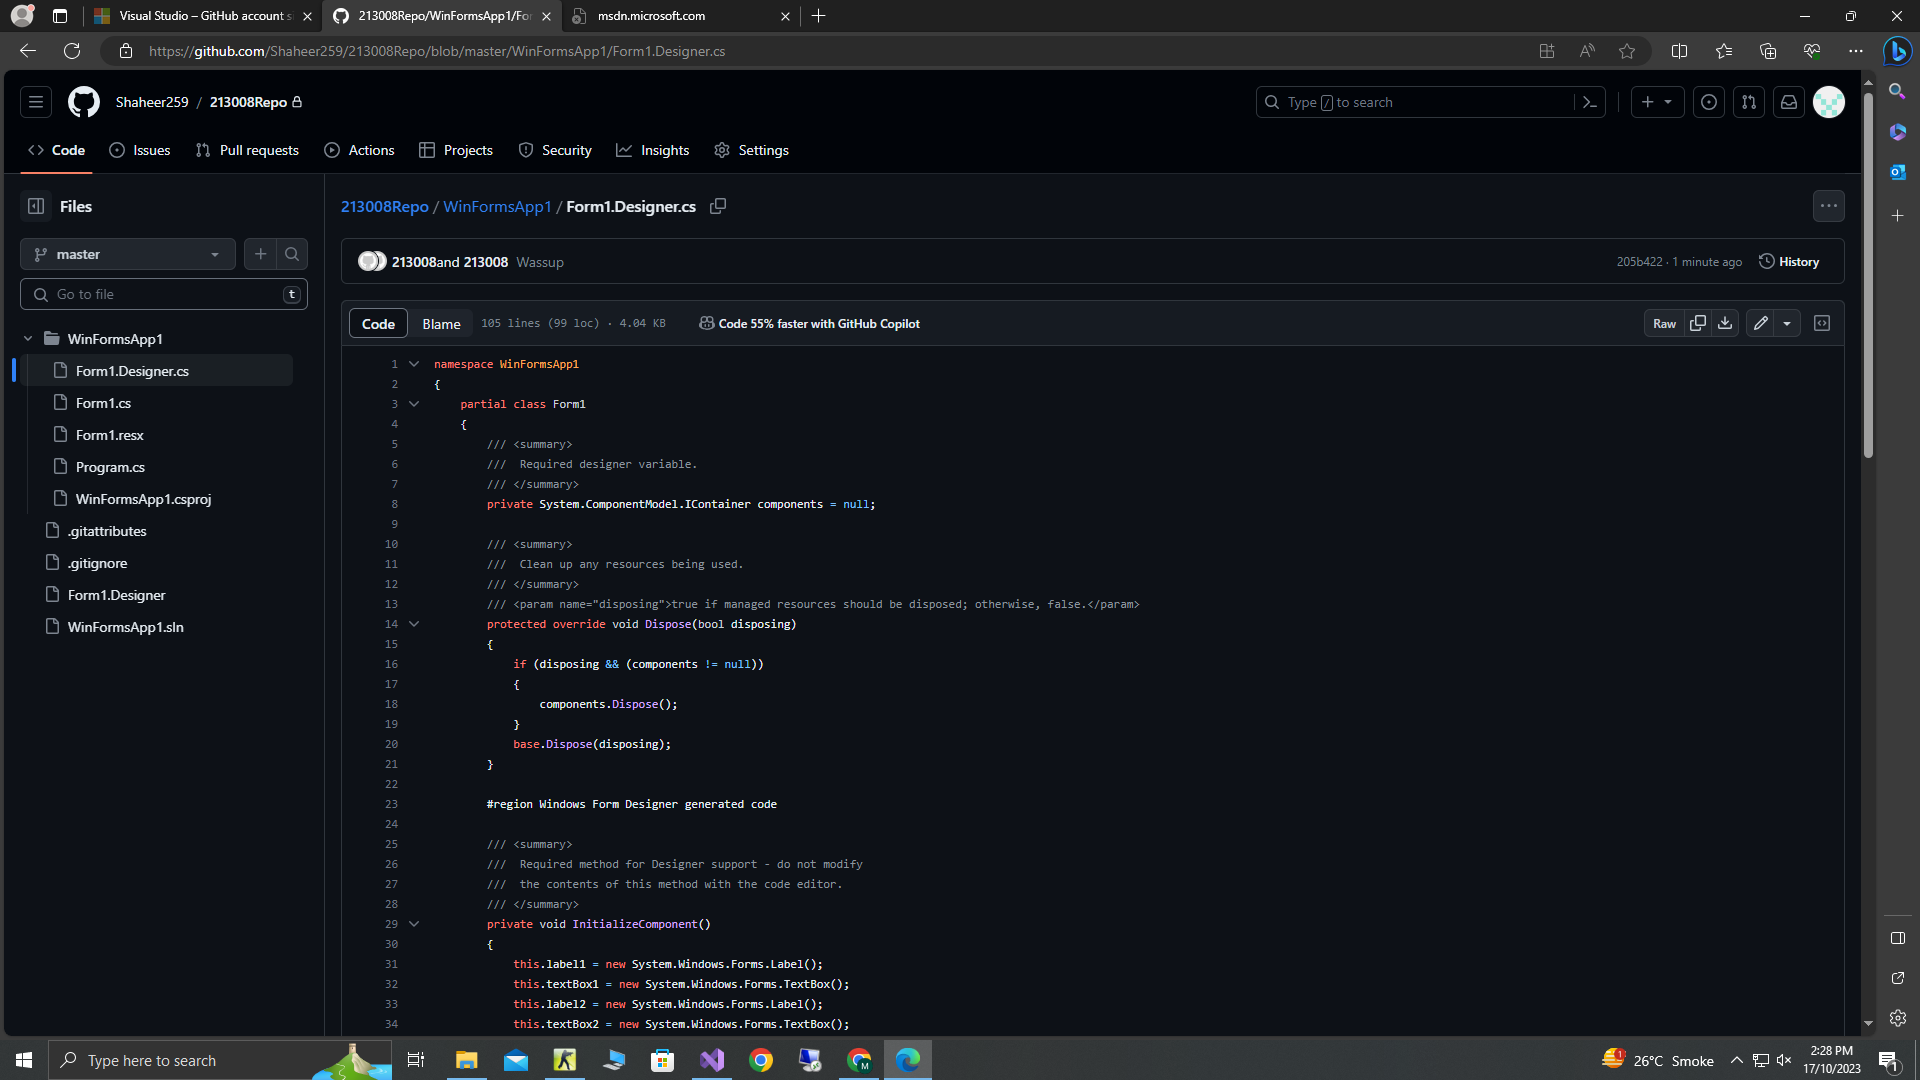 Visual Studio – GitHub account s
213008Repo/WinFormsApp1/For
msdn.microsoft.com
https://github.com/Shaheer259/213008Repo/blob/master/WinFormsApp1/Form1.Designer.cs
Shaheer259 / 213008Repo
Type / to search
Code
Issues
Pull requests
Actions
Projects
Security
Insights
Settings
Files
master
Go to file
t
WinFormsApp1
Form1.Designer.cs
Form1.cs
Form1.resx
Program.cs
WinFormsApp1.csproj
.gitattributes
.gitignore
Form1.Designer
WinFormsApp1.sln
213008Repo / WinFormsApp1 / Form1.Designer.cs
213008and 213008 Wassup
205b422 · 1 minute ago
History
Code
Blame
105 lines (99 loc) · 4.04 KB
Code 55% faster with GitHub Copilot
Raw
1 namespace WinFormsApp1
2 {
3 partial class Form1
4 {
5 /// <summary>
6 /// Required designer variable.
7 /// </summary>
8 private System.ComponentModel.IContainer components = null;
9
10 /// <summary>
11 /// Clean up any resources being used.
12 /// </summary>
13 /// <param name="disposing">true if managed resources should be disposed; otherwise, false.</param>
14 protected override void Dispose(bool disposing)
15 {
16 if (disposing && (components != null))
17 {
18 components.Dispose();
19 }
20 base.Dispose(disposing);
21 }
22
23 #region Windows Form Designer generated code
24
25 /// <summary>
26 /// Required method for Designer support - do not modify
27 /// the contents of this method with the code editor.
28 /// </summary>
29 private void InitializeComponent()
30 {
31 this.label1 = new System.Windows.Forms.Label();
32 this.textBox1 = new System.Windows.Forms.TextBox();
33 this.label2 = new System.Windows.Forms.Label();
34 this.textBox2 = new System.Windows.Forms.TextBox();
Type here to search
M
1
26°C Smoke
2:28 PM
17/10/2023
1